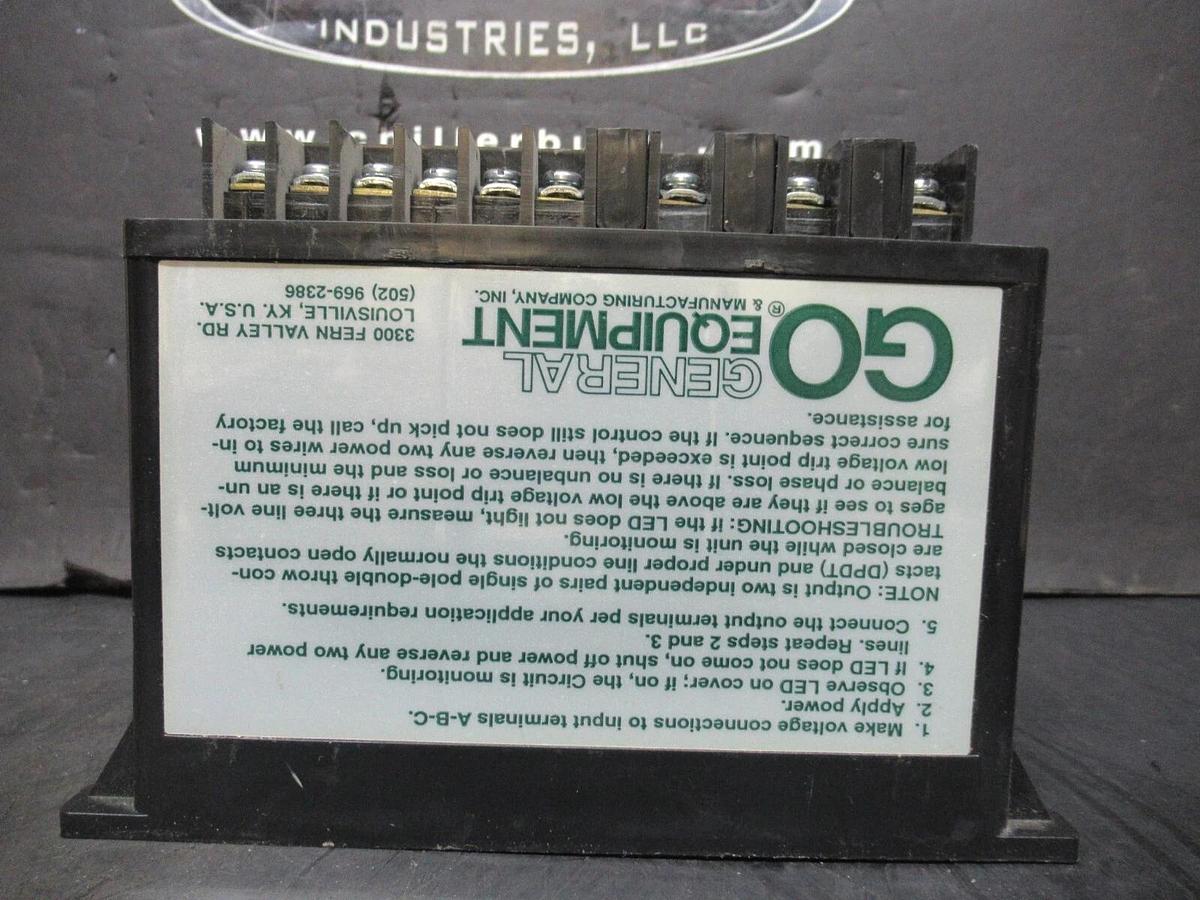 INDUSTRIES, LLC
1. Make voltage connections to input terminals A-B-C.
2. Apply power.
3. Observe LED on cover; if on, the Circuit is monitoring.
4. If LED does not come on, shut off power and reverse any two power
lines. Repeat steps 2 and 3.
5. Connect the output terminals per your application requirements.
NOTE: Output is two independent pairs of single pole-double throw con-
tacts (DPDT) and under proper line conditions the normally open contacts
are closed while the unit is monitoring.
TROUBLESHOOTING: if the LED does not light, measure the three line volt-
ages to see if they are above the low voltage trip point or if there is an un-
balance or phase loss. If there is no unbalance or loss and the minimum
low voltage trip point is exceeded, then reverse any two power wires to in-
sure correct sequence. If the control still does not pick up, call the factory
for assistance.
GO GENERAL
EQUIPMENT
® & MANUFACTURING COMPANY, INC.
3300 FERN VALLEY RD.
LOUISVILLE, KY. U.S.A.
(502) 969-2386